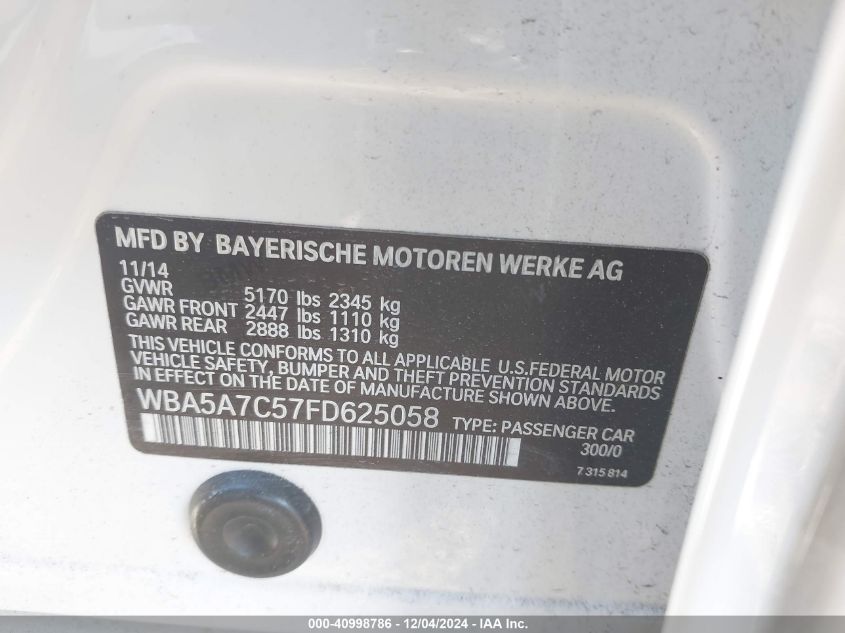 MFD BY BAYERISCHE MOTOREN WERKE AG
11/14
GVWR 5170 lbs 2345 kg
GAWR FRONT 2447 lbs 1110 kg
GAWR REAR 2888 lbs 1310 kg
THIS VEHICLE CONFORMS TO ALL APPLICABLE U.S.FEDERAL MOTOR
VEHICLE SAFETY, BUMPER AND THEFT PREVENTION STANDARDS
IN EFFECT ON THE DATE OF MANUFACTURE SHOWN ABOVE.
WBA5A7C57FD625058 TYPE: PASSENGER CAR
300/0
7 315 814
000-40998786 - 12/04/2024 - IAA Inc.